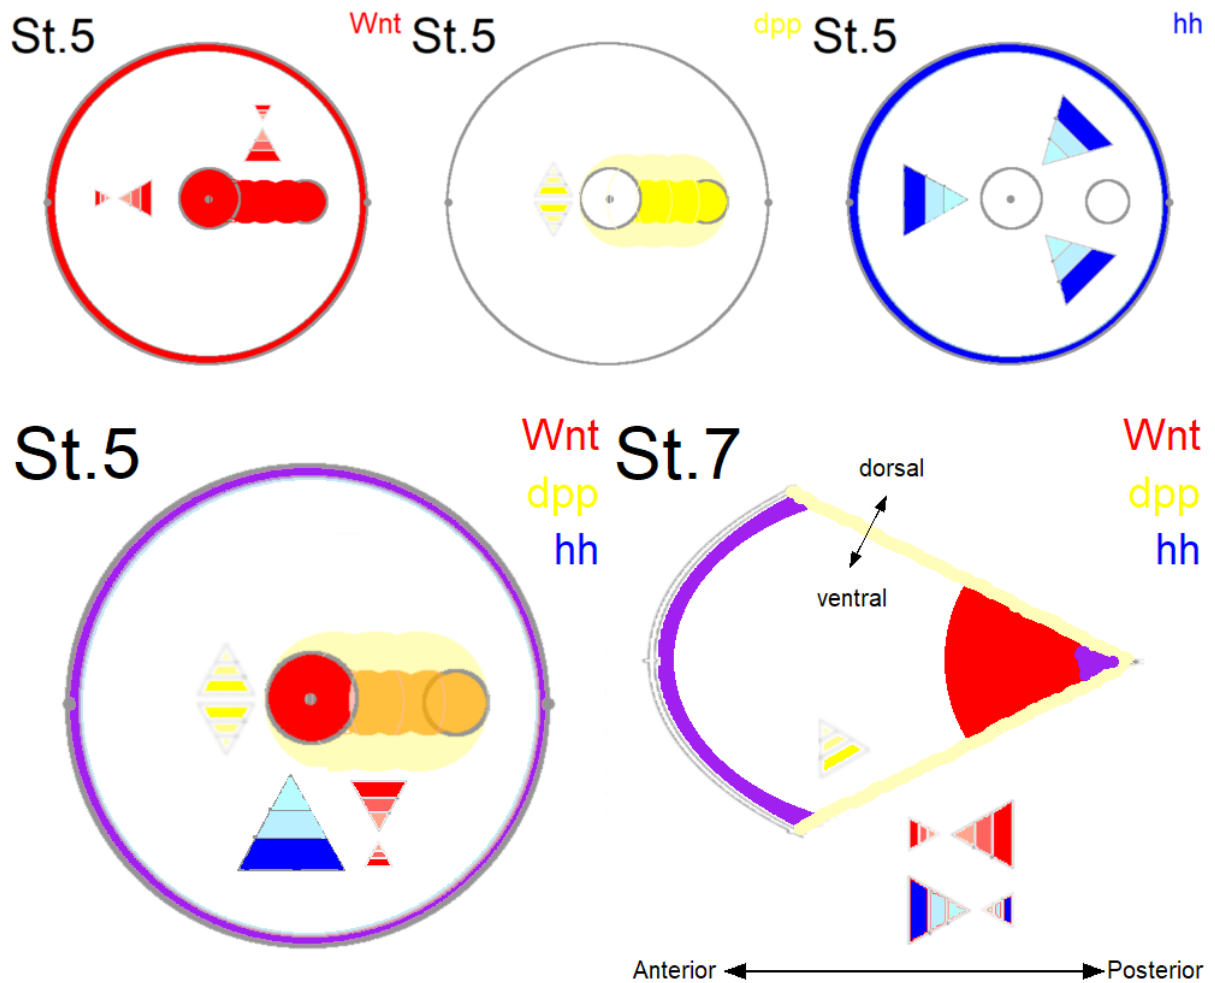 St.5 Wnt
St.5 dpp
St.5 hh
St.5 Wnt
dpp
hh
St.7 Wnt
dpp
hh
dorsal
ventral
Anterior Posterior